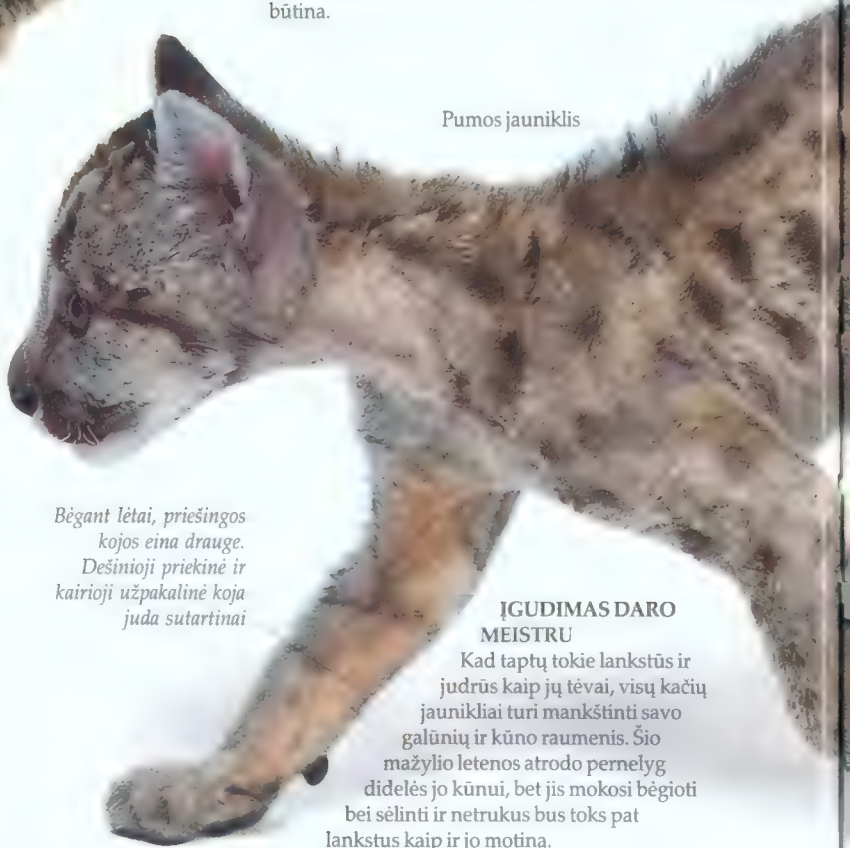 būtina.
Pumos jauniklis
Bėgant lėtai, priešingos
kojos eina drauge.
Dešinioji priekinė ir
kairioji užpakalinė koja
juda sutartinai
ĮGUDIMAS DARO
MEISTRU
Kad taptų tokie lankstūs ir
judrūs kaip jų tėvai, visų kačių
jaunikliai turi mankštinti savo
galūnių ir kūno raumenis. Šio
mažylio letenos atrodo pernelyg
didelės jo kūnui, bet jis mokosi bėgioti
bei sėlinti ir netrukus bus toks pat
lankstus kaip ir jo motina.